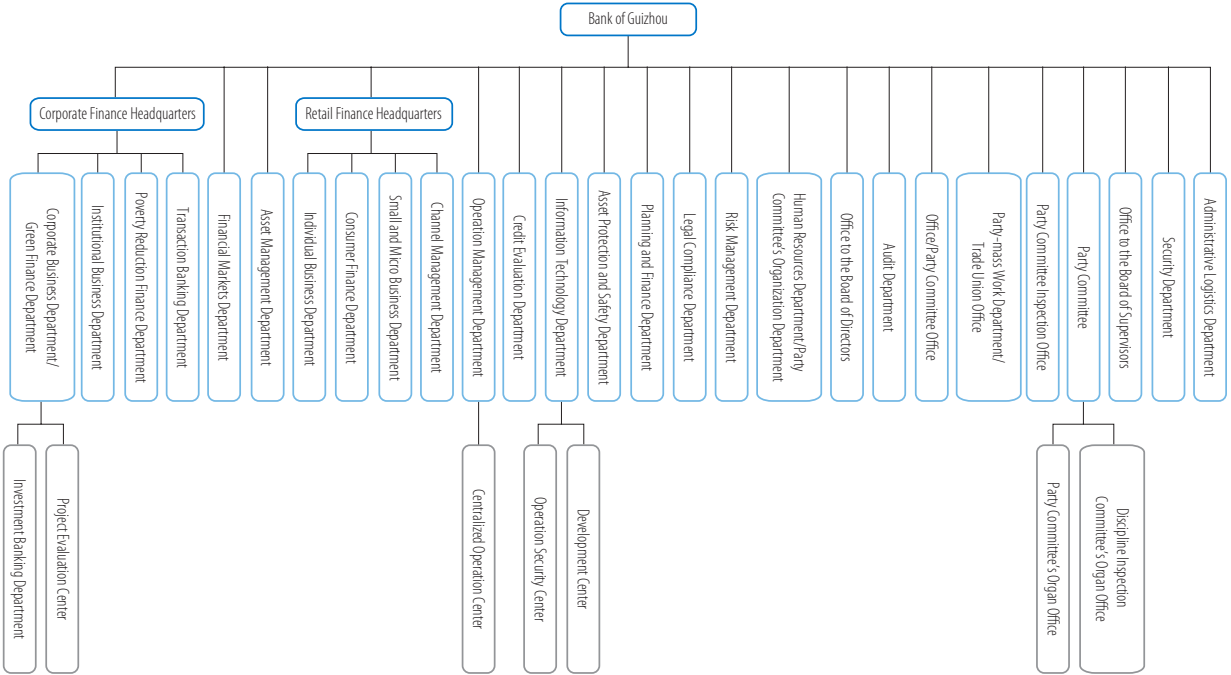 Bank of Guizhou
Corporate Finance Headquarters
Retail Finance Headquarters
Corporate Business Department/
Green Finance Department
Institutional Business Department
Poverty Reduction Finance Department
Transaction Banking Department
Financial Markets Department
Asset Management Department
Individual Business Department
Consumer Finance Department
Small and Micro Business Department
Channel Management Department
Operation Management Department
Credit Evaluation Department
Information Technology Department
Asset Protection and Safety Department
Planning and Finance Department
Legal Compliance Department
Risk Management Department
Human Resources Department/Party
Committee's Organization Department
Office to the Board of Directors
Audit Department
Office/Party Committee Office
Party-mass Work Department/
Trade Union Office
Party Committee Inspection Office
Party Committee
Office to the Board of Supervisors
Security Department
Administrative Logistics Department
Investment Banking Department
Project Evaluation Center
Centralized Operation Center
Operation Security Center
Development Center
Party Committee's Organ Office
Discipline Inspection
Committee's Organ Office